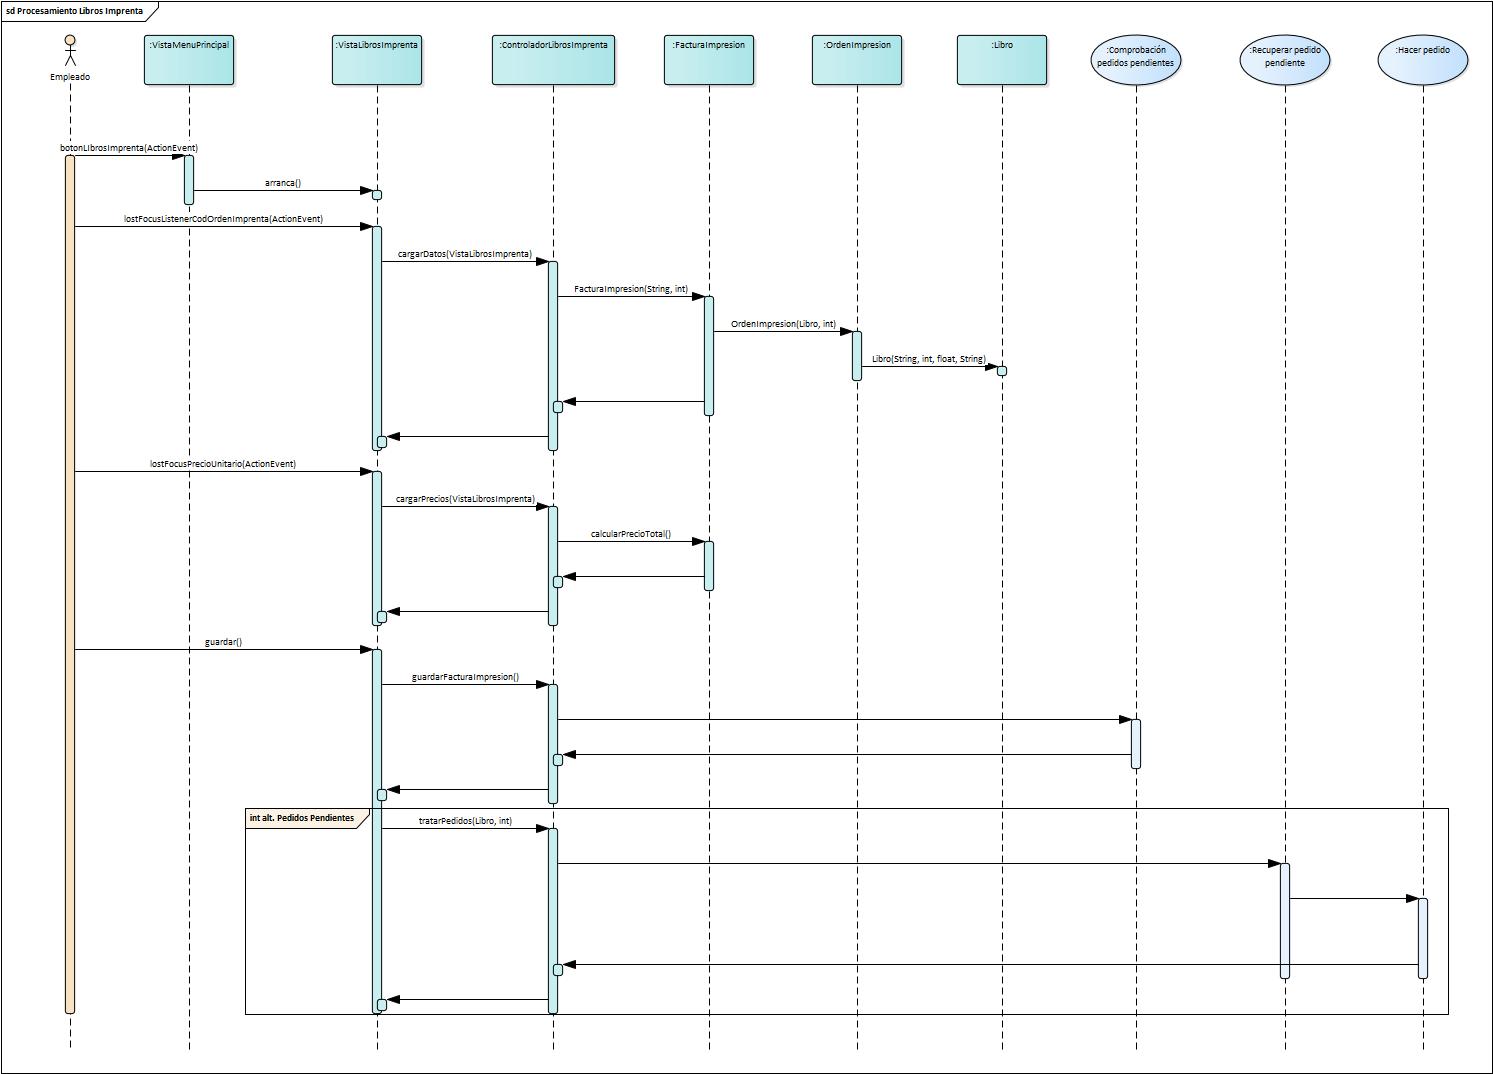 sd Procesamiento Libros Imprenta
Empleado
:VistaMenuPrincipal
:VistaLibrosImprenta
:ControladorLibrosImprenta
:FacturaImpresion
:OrdenImpresion
:Libro
:Comprobación
pedidos pendientes
:Recuperar pedido
pendiente
:Hacer pedido
botonLIbrosImprenta(ActionEvent)
arranca()
lostFocusListenerCodOrdenImprenta(ActionEvent)
cargarDatos(VistaLibrosImprenta)
FacturaImpresion(String, int)
OrdenImpresion(Libro, int)
Libro(String, int, float, String)
lostFocusPrecioUnitario(ActionEvent)
cargarPrecios(VistaLibrosImprenta)
calcularPrecioTotal()
guardar()
guardarFacturaImpresion()
int alt. Pedidos Pendientes
tratarPedidos(Libro, int)